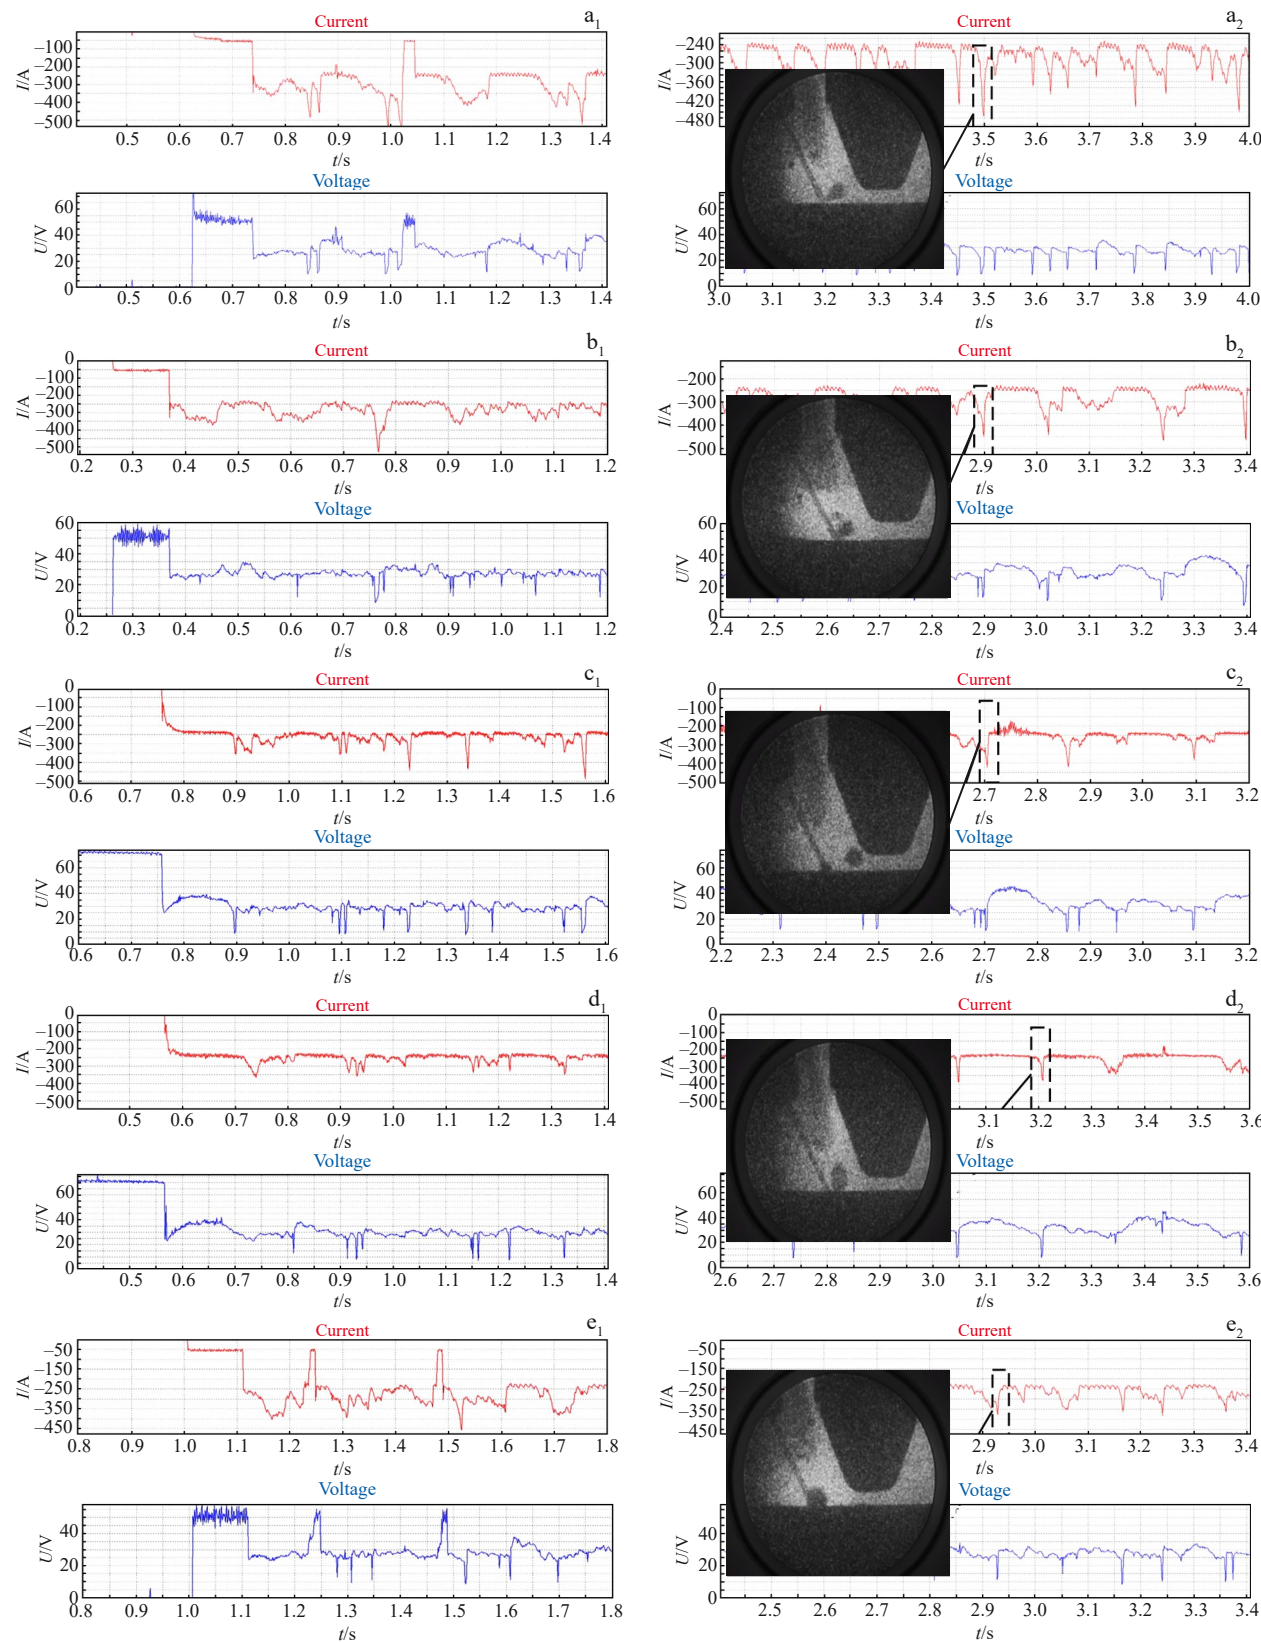 Current a1
–100
–200
–300
–400
–500
I/A
0.5 0.6 0.7 0.8 0.9 1.0 1.1 1.2 1.3 1.4
t/s
Voltage
60
40
20
0
U/V
0.5 0.6 0.7 0.8 0.9 1.0 1.1 1.2 1.3 1.4
t/s
Current a2
–240
–300
–360
–420
–480
I/A
3.5 3.6 3.7 3.8 3.9 4.0
t/s
Voltage
60
40
20
0
U/V
3.0 3.1 3.2 3.3 3.4 3.5 3.6 3.7 3.8 3.9 4.0
t/s
Current b1
0
–100
–200
–300
–400
–500
I/A
0.2 0.3 0.4 0.5 0.6 0.7 0.8 0.9 1.0 1.1 1.2
t/s
Voltage
60
40
20
0
U/V
0.2 0.3 0.4 0.5 0.6 0.7 0.8 0.9 1.0 1.1 1.2
t/s
Current b2
–200
–300
–400
–500
I/A
2.9 3.0 3.1 3.2 3.3 3.4
t/s
Voltage
60
40
20
0
U/V
2.4 2.5 2.6 2.7 2.8 2.9 3.0 3.1 3.2 3.3 3.4
t/s
Current c1
0
–100
–200
–300
–400
–500
I/A
0.6 0.7 0.8 0.9 1.0 1.1 1.2 1.3 1.4 1.5 1.6
t/s
Voltage
60
40
20
0
U/V
0.6 0.7 0.8 0.9 1.0 1.1 1.2 1.3 1.4 1.5 1.6
t/s
Current c2
0
–100
–200
–300
–400
–500
I/A
2.7 2.8 2.9 3.0 3.1 3.2
t/s
Voltage
60
40
20
0
U/V
2.2 2.3 2.4 2.5 2.6 2.7 2.8 2.9 3.0 3.1 3.2
t/s
Current d1
0
–100
–200
–300
–400
–500
I/A
0.5 0.6 0.7 0.8 0.9 1.0 1.1 1.2 1.3 1.4
t/s
Voltage
60
40
20
0
U/V
0.5 0.6 0.7 0.8 0.9 1.0 1.1 1.2 1.3 1.4
t/s
Current d2
0
–100
–200
–300
–400
–500
I/A
3.1 3.2 3.3 3.4 3.5 3.6
t/s
Voltage
60
40
20
0
U/V
2.6 2.7 2.8 2.9 3.0 3.1 3.2 3.3 3.4 3.5 3.6
t/s
Current e1
–50
–150
–250
–350
–450
I/A
0.8 0.9 1.0 1.1 1.2 1.3 1.4 1.5 1.6 1.7 1.8
t/s
Voltage
40
20
0
U/V
0.8 0.9 1.0 1.1 1.2 1.3 1.4 1.5 1.6 1.7 1.8
t/s
Current e2
–50
–150
–250
–350
–450
I/A
2.9 3.0 3.1 3.2 3.3 3.4
t/s
Votage
40
20
0
U/V
2.5 2.6 2.7 2.8 2.9 3.0 3.1 3.2 3.3 3.4
t/s